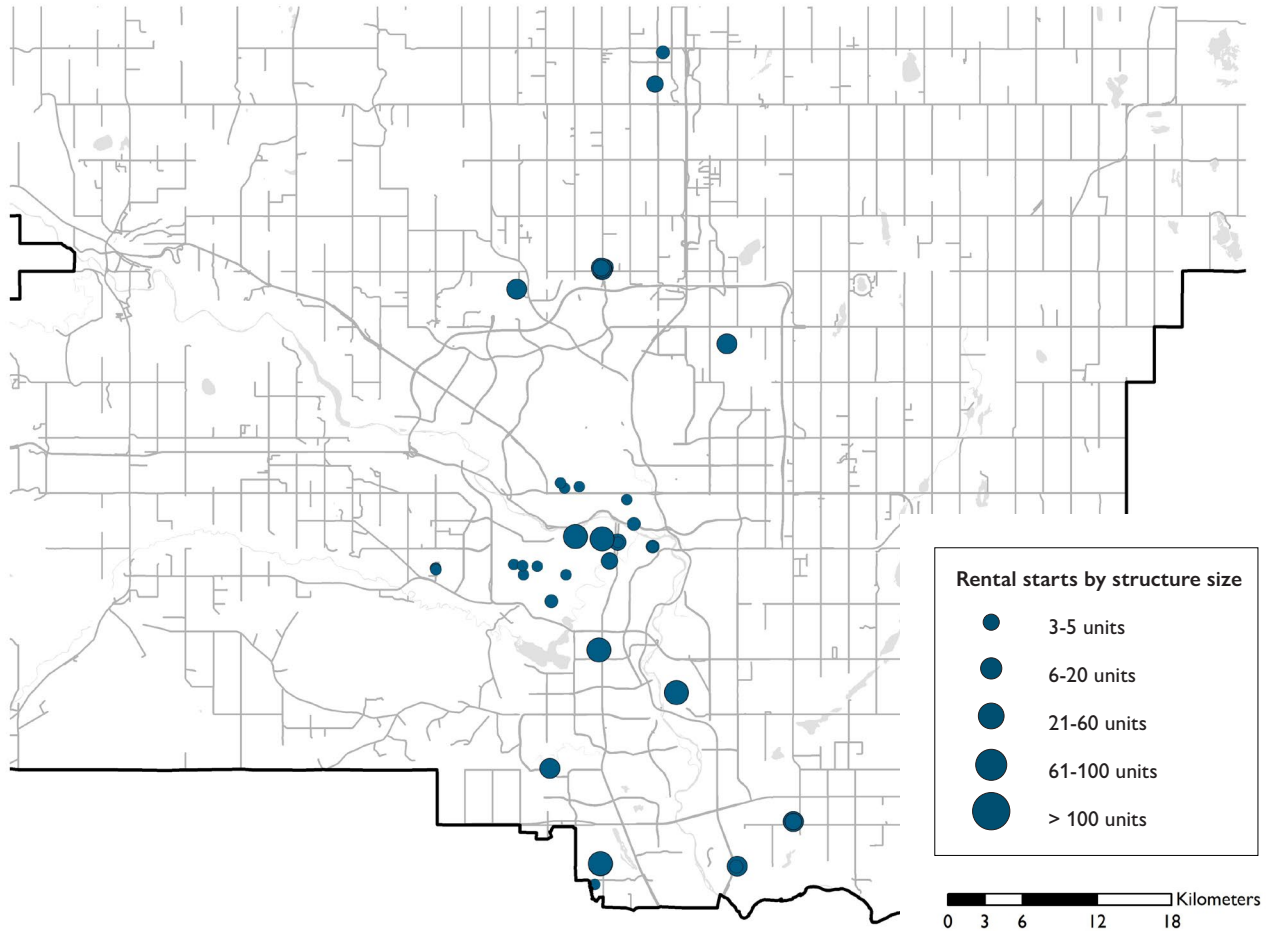 Rental starts by structure size
3-5 units
6-20 units
21-60 units
61-100 units
> 100 units
Kilometers
0 3 6 12 18